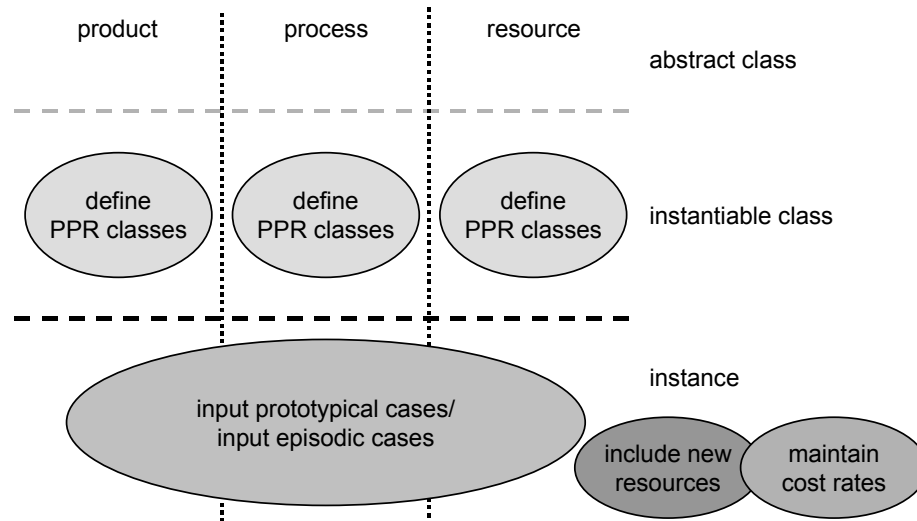 product
process
resource
abstract class
define
PPR classes
define
PPR classes
define
PPR classes
instantiable class
instance
input prototypical cases/
input episodic cases
include new
resources
maintain
cost rates